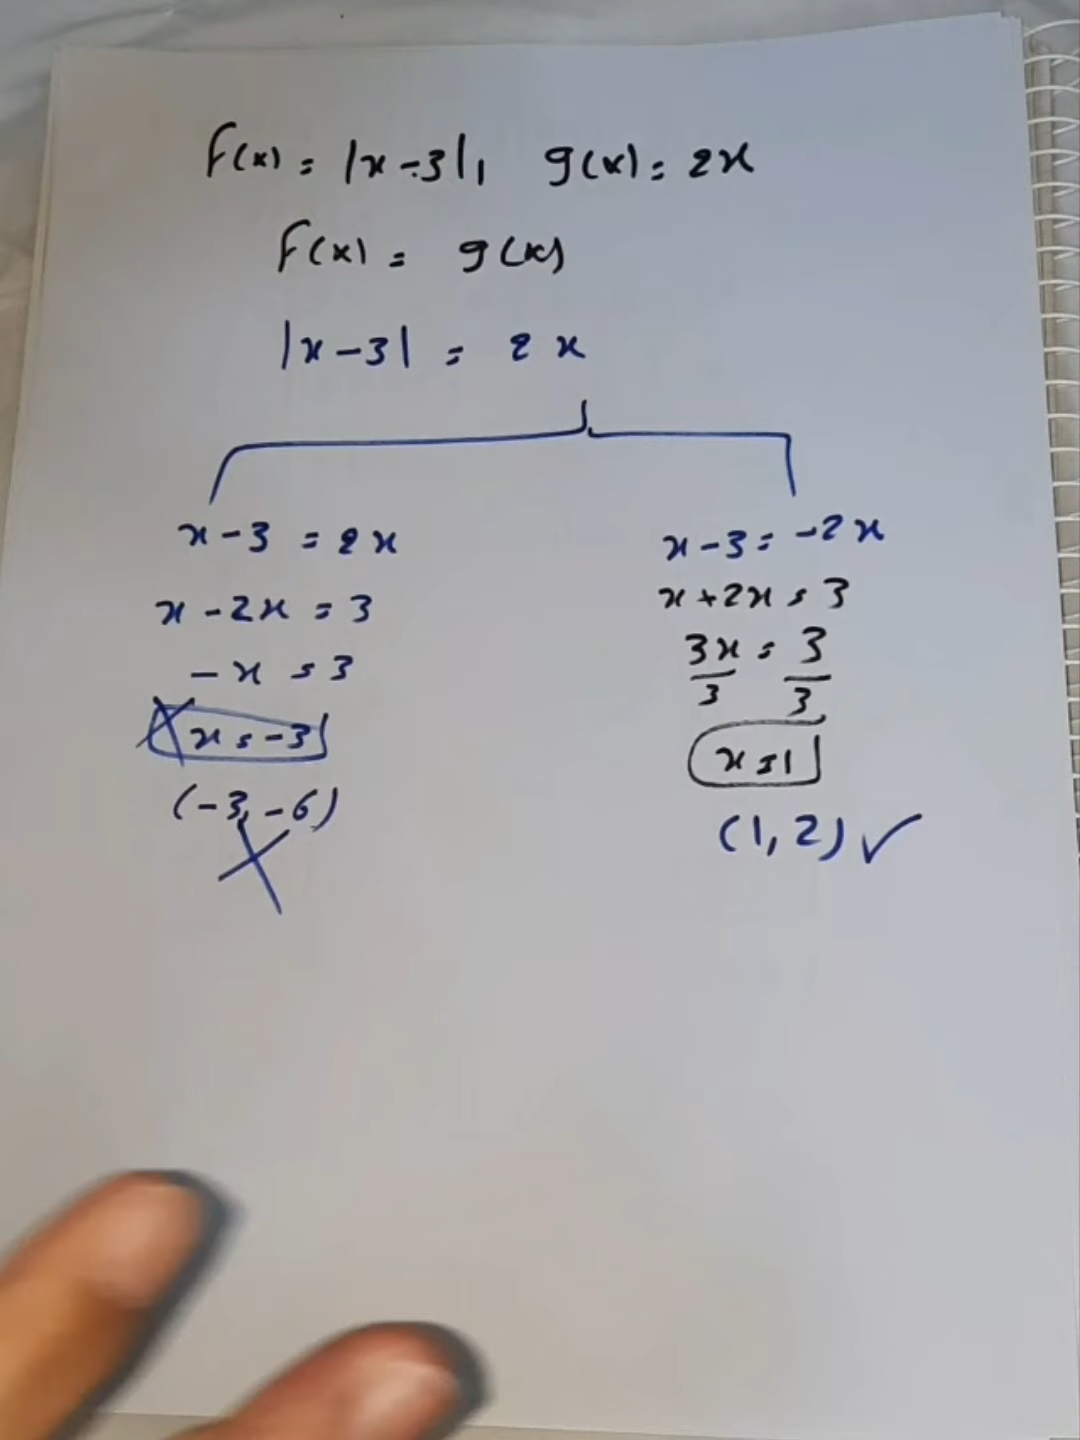 f(x) = |x-3|, g(x) = 2x
f(x) = g(x)
|x-3| = 2x
x-3 = 2x
x-2x = 3
-x = 3
x = -3
(-3, -6)
x-3 = -2x
x+2x = 3
3x/3 = 3/3
x = 1
(1, 2) ✓